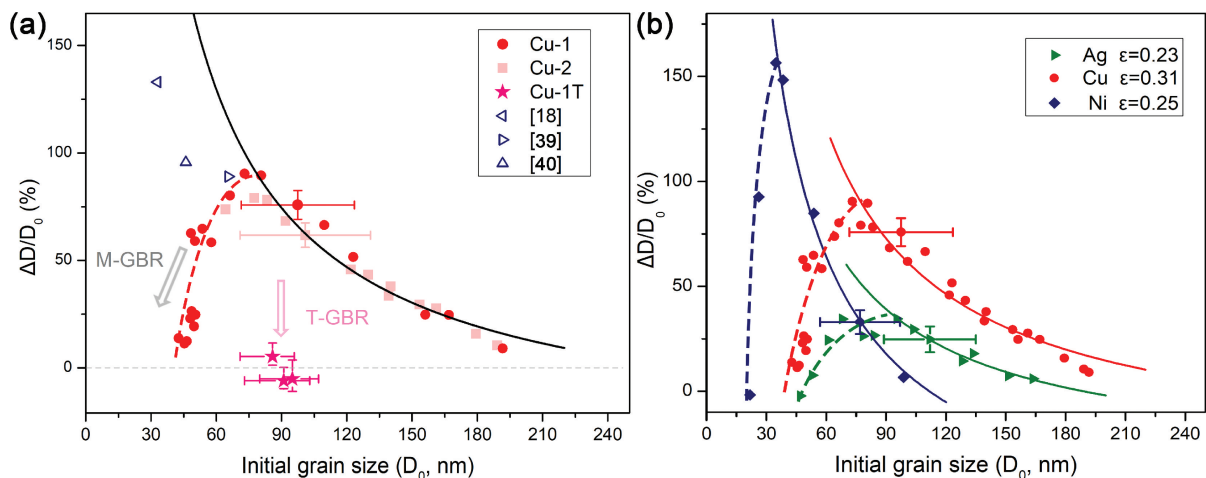 (a)
150
100
50
0
ΔD/D₀ (%)
0 30 60 90 120 150 180 210 240
Initial grain size (D₀, nm)
Cu-1
Cu-2
Cu-1T
[18]
[39]
[40]
M-GBR
T-GBR
(b)
150
100
50
0
ΔD/D₀ (%)
0 30 60 90 120 150 180 210 240
Initial grain size (D₀, nm)
Ag ε=0.23
Cu ε=0.31
Ni ε=0.25